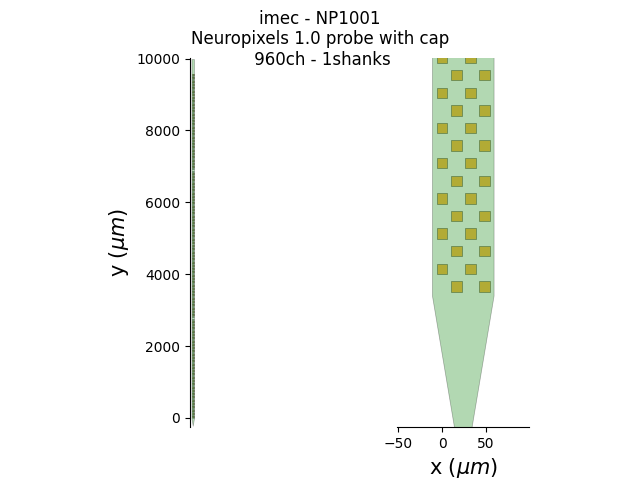 imec - NP1001
Neuropixels 1.0 probe with cap
960ch - 1shanks
10000
8000
6000
4000
2000
0
y (μm)
−50 0 50
x (μm)